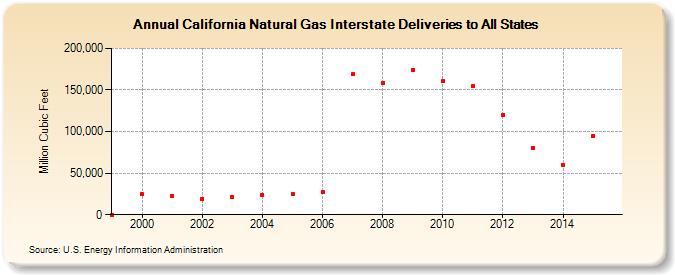 Annual California Natural Gas Interstate Deliveries to All States
Million Cubic Feet
200,000
150,000
100,000
50,000
0
2000 2002 2004 2006 2008 2010 2012 2014
Source: U.S. Energy Information Administration